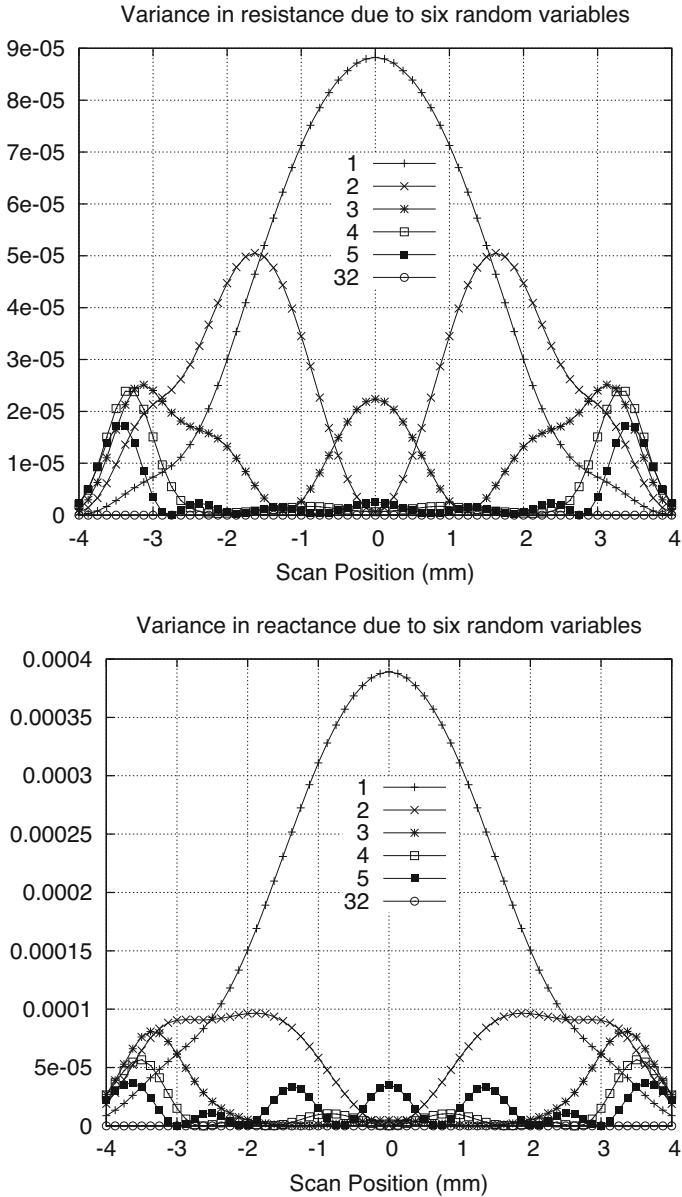 Variance in resistance due to six random variables
9e-05
8e-05
7e-05
6e-05
5e-05
4e-05
3e-05
2e-05
1e-05
0
1
2
3
4
5
32
-4 -3 -2 -1 0 1 2 3 4
Scan Position (mm)
Variance in reactance due to six random variables
0.0004
0.00035
0.0003
0.00025
0.0002
0.00015
0.0001
5e-05
0
1
2
3
4
5
32
-4 -3 -2 -1 0 1 2 3 4
Scan Position (mm)